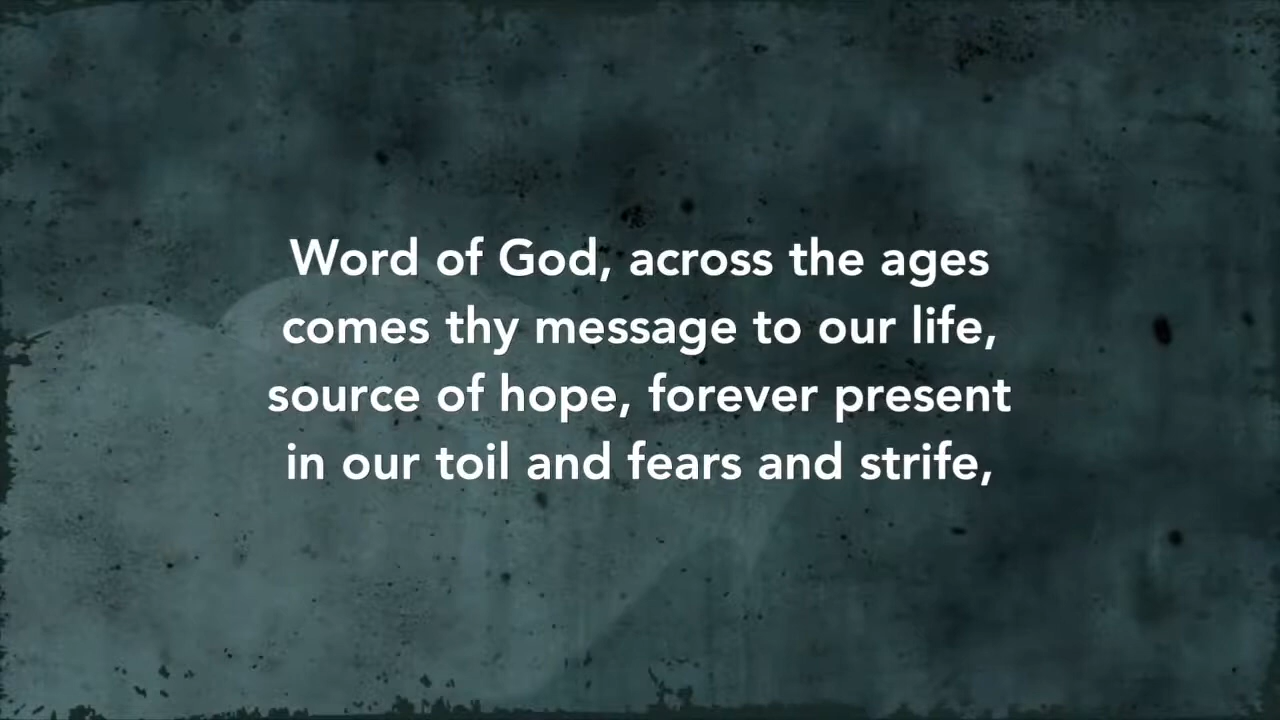 Word of God, across the ages
comes thy message to our life,
source of hope, forever present
in our toil and fears and strife,